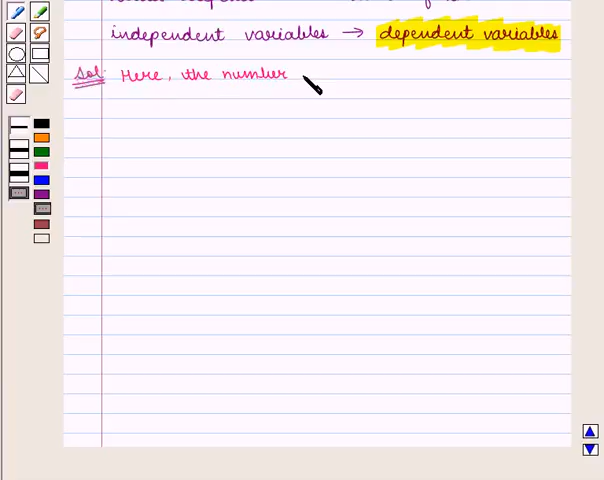 independent variables → dependent variables
Sol: Here, the number